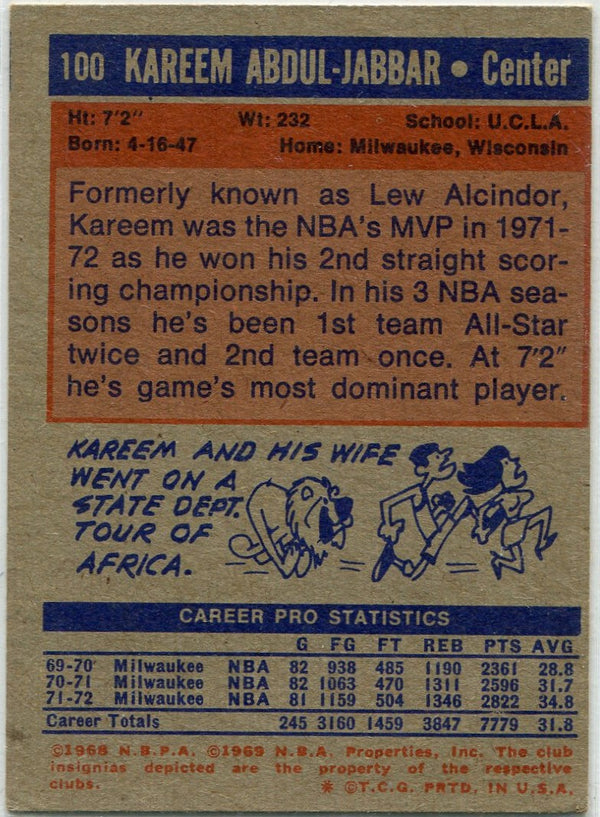 100 KAREEM ABDUL-JABBAR • Center
Ht: 7'2" Wt: 232 School: U.C.L.A.
Born: 4-16-47 Home: Milwaukee, Wisconsin
Formerly known as Lew Alcindor,
Kareem was the NBA's MVP in 1971-
72 as he won his 2nd straight scor-
ing championship. In his 3 NBA sea-
sons he's been 1st team All-Star
twice and 2nd team once. At 7'2"
he's game's most dominant player.
KAREEM AND HIS WIFE
WENT ON A
STATE DEPT.
TOUR OF
AFRICA.
CAREER PRO STATISTICS
G FG FT REB PTS AVG
69-70 Milwaukee NBA 82 938 485 1190 2361 28.8
70-71 Milwaukee NBA 82 1063 470 1311 2596 31.7
71-72 Milwaukee NBA 81 1159 504 1346 2822 34.8
Career Totals 245 3160 1459 3847 7779 31.8
©1968 N.B.P.A. ©1969 N.B.A. Properties, Inc. The club
insignias depicted are the property of the respective
clubs. * ©T.C.G. PRTD. IN U.S.A.